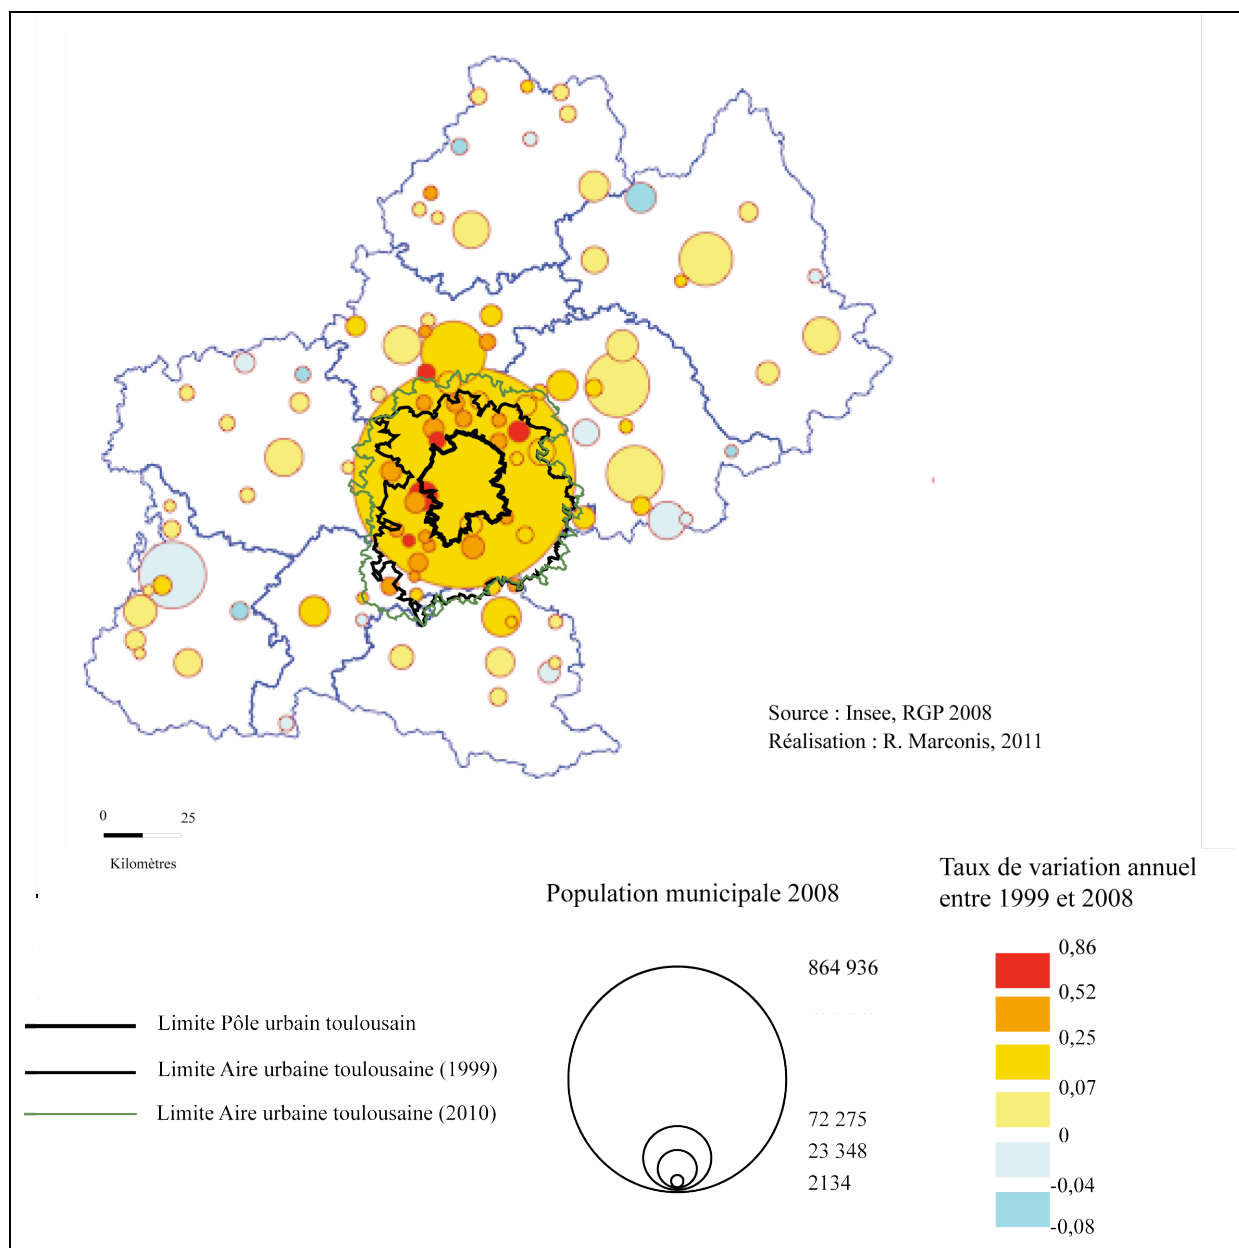 Source : Insee, RGP 2008
Réalisation : R. Marconis, 2011
0 25
Kilomètres
Limite Pôle urbain toulousain
Limite Aire urbaine toulousaine (1999)
Limite Aire urbaine toulousaine (2010)
Population municipale 2008
864 936
72 275
23 348
2134
Taux de variation annuel
entre 1999 et 2008
0,86
0,52
0,25
0,07
0
-0,04
-0,08